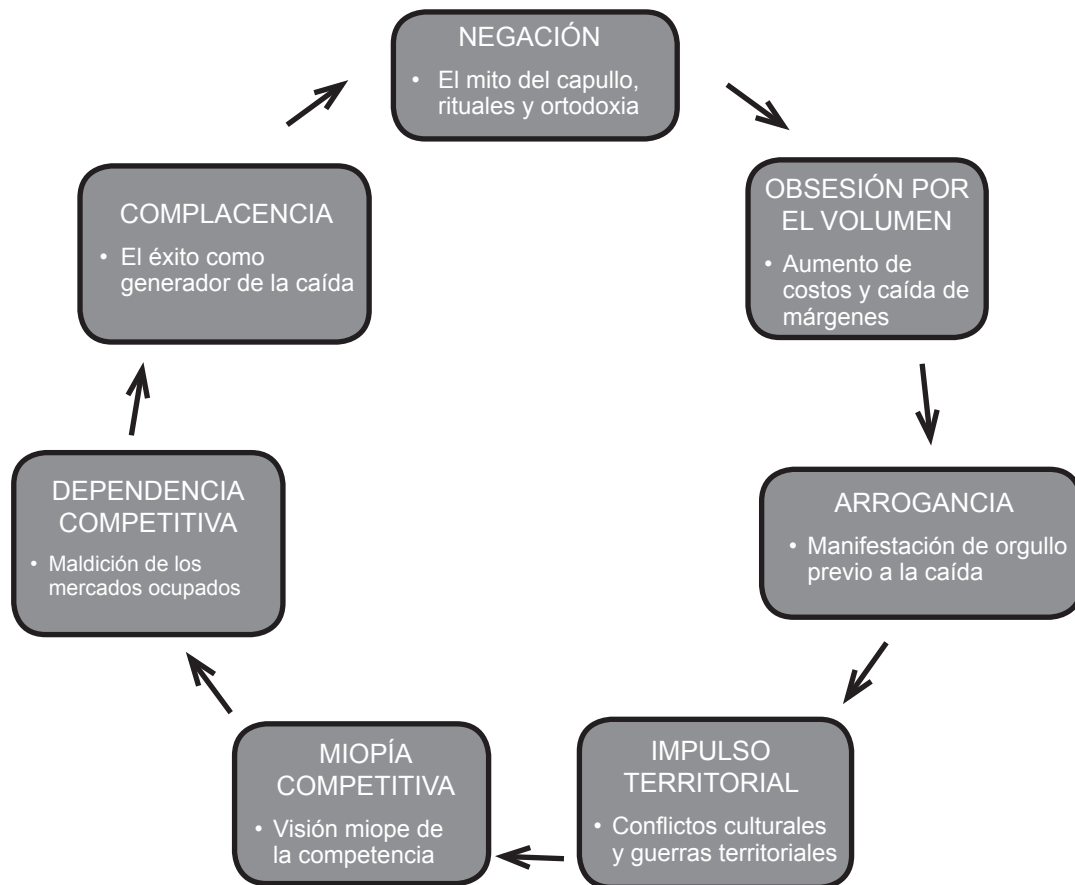 NEGACIÓN
• El mito del capullo,
rituales y ortodoxia
OBSESIÓN POR
EL VOLUMEN
• Aumento de
costos y caída de
márgenes
ARROGANCIA
• Manifestación de orgullo
previo a la caída
IMPULSO
TERRITORIAL
• Conflictos culturales
y guerras territoriales
MIOPÍA
COMPETITIVA
• Visión miope de
la competencia
DEPENDENCIA
COMPETITIVA
• Maldición de los
mercados ocupados
COMPLACENCIA
• El éxito como
generador de la caída